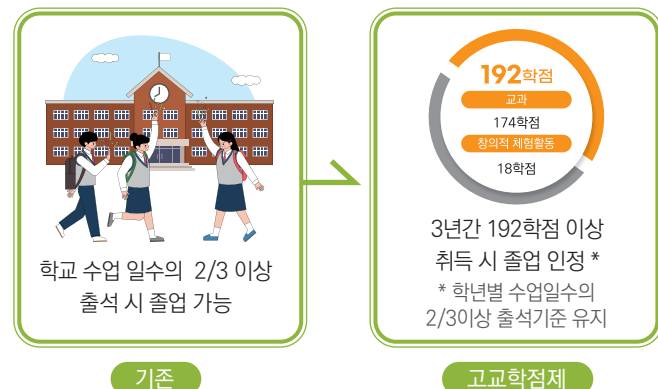 학교 수업 일수의 2/3 이상
출석 시 졸업 가능
기존
192학점
교과
174학점
창의적 체험활동
18학점
3년간 192학점 이상
취득 시 졸업 인정 *
* 학년별 수업일수의
2/3이상 출석기준 유지
고교학점제